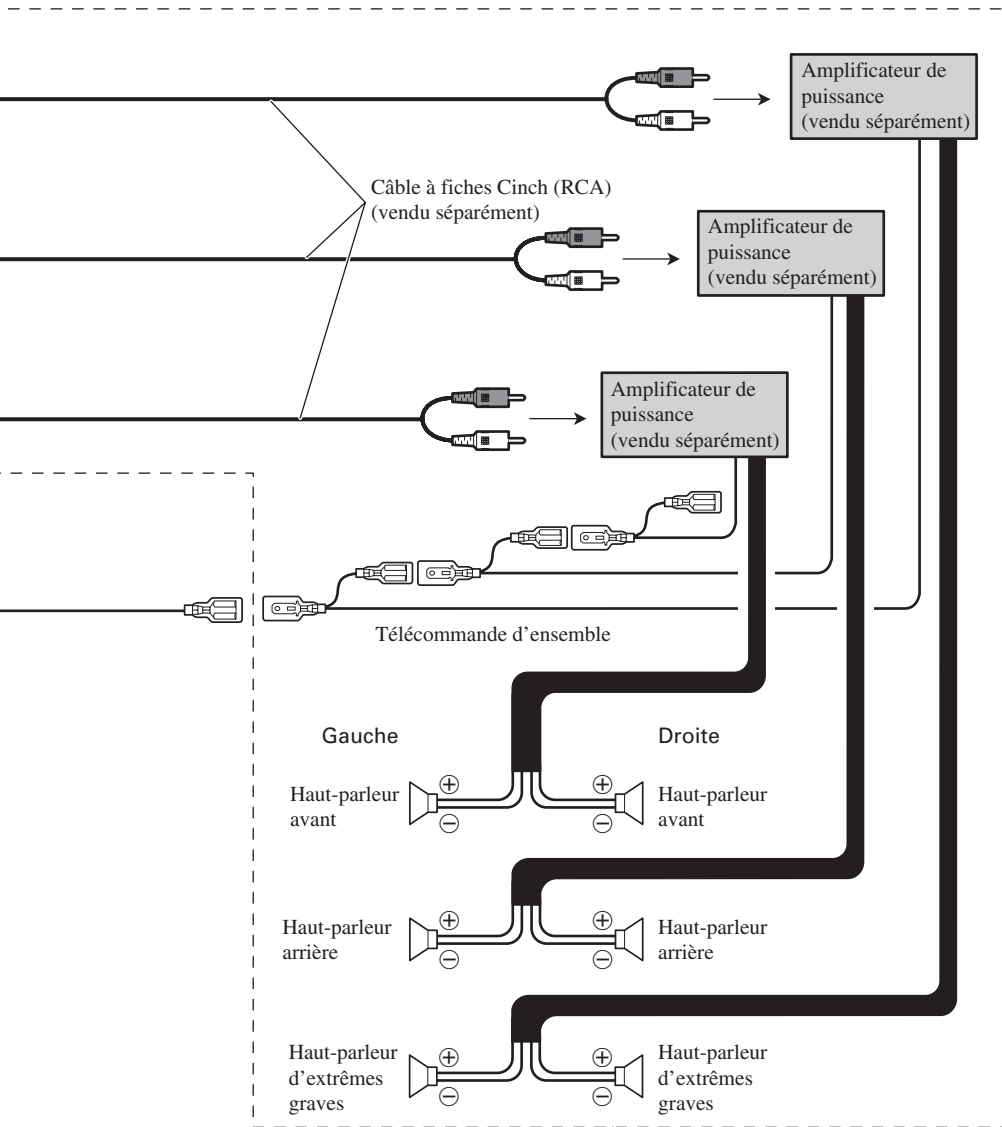 Amplificateur de
puissance
(vendu séparément)
Câble à fiches Cinch (RCA)
(vendu séparément)
Amplificateur de
puissance
(vendu séparément)
Amplificateur de
puissance
(vendu séparément)
Télécommande d’ensemble
Gauche
Droite
Haut-parleur
avant
⊕
⊖
⊕
⊖
Haut-parleur
avant
Haut-parleur
arrière
⊕
⊖
⊕
⊖
Haut-parleur
arrière
Haut-parleur
d’extrêmes
graves
⊕
⊖
⊕
⊖
Haut-parleur
d’extrêmes
graves